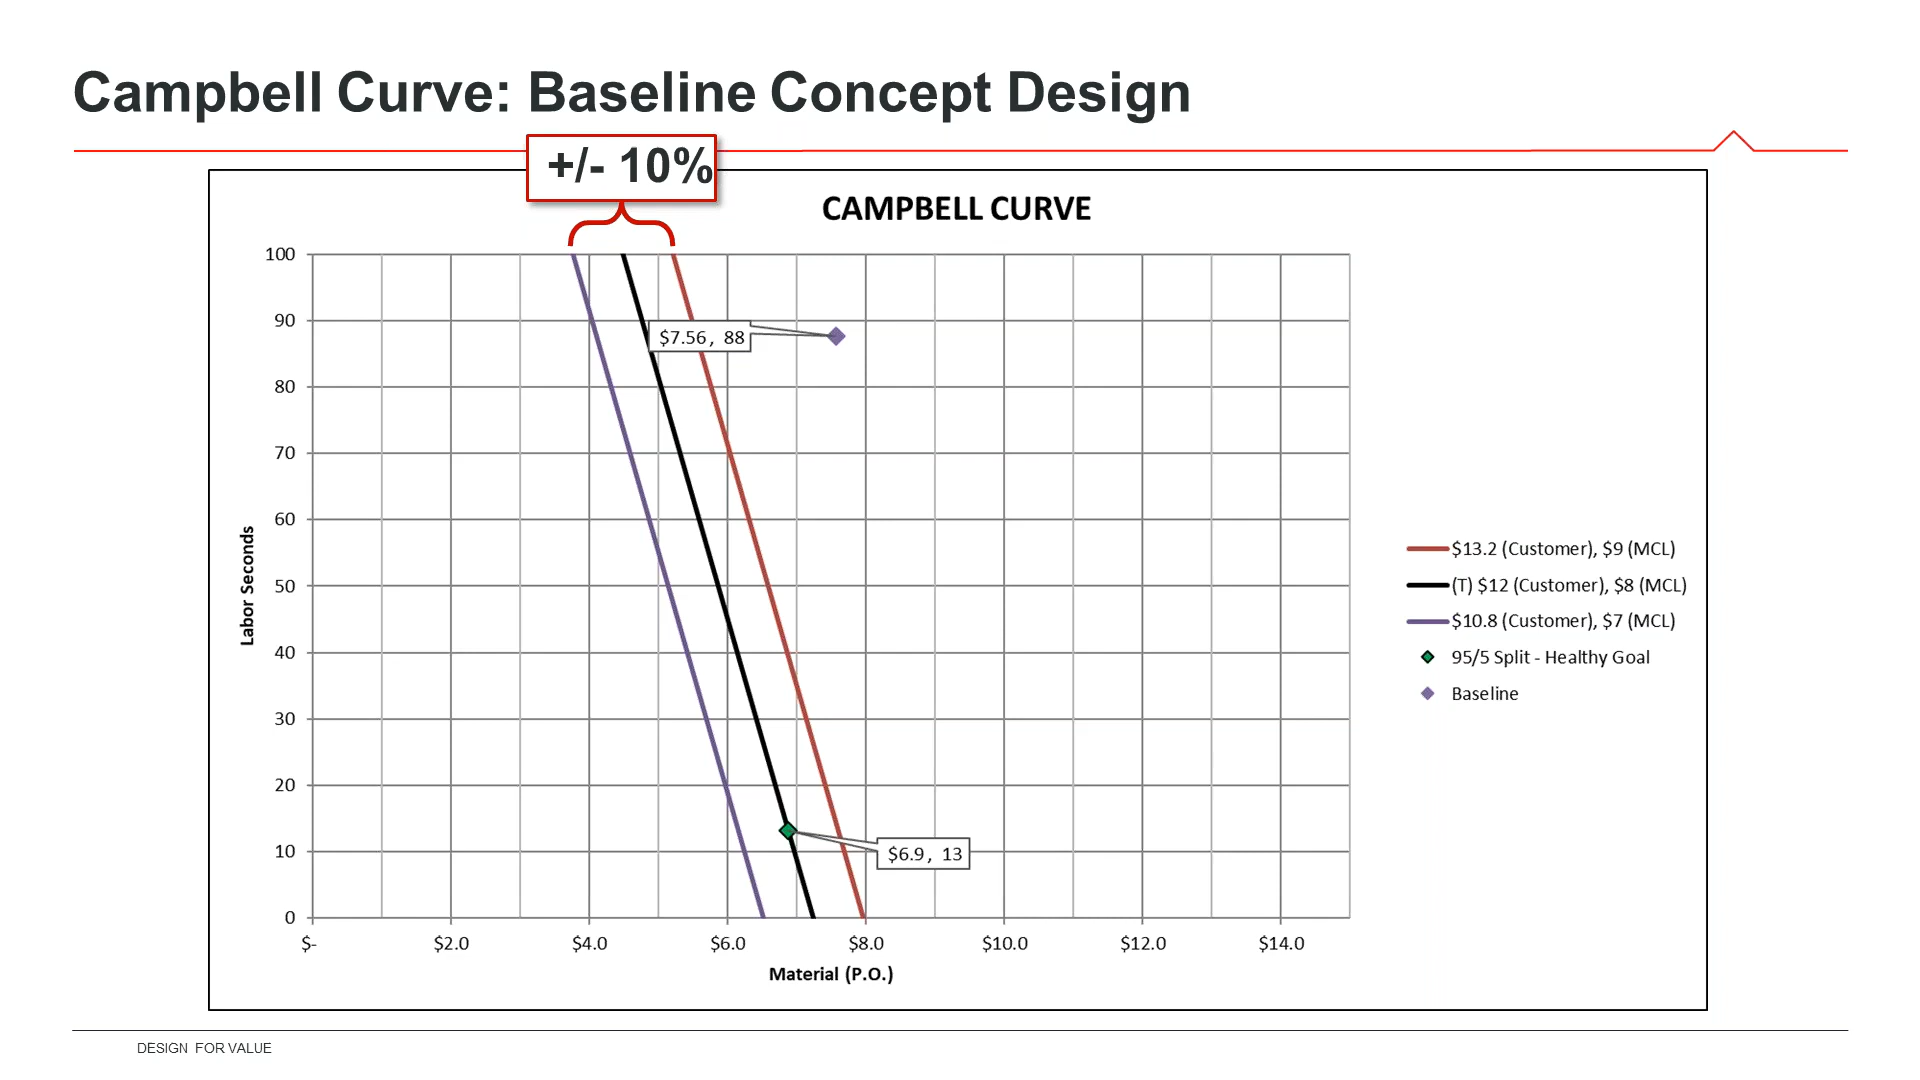 Campbell Curve: Baseline Concept Design
+/- 10%
CAMPBELL CURVE
100
90
80
70
60
50
40
30
20
10
0
Labor Seconds
$7.56, 88
$6.9, 13
$-
$2.0
$4.0
$6.0
$8.0
$10.0
$12.0
$14.0
Material (P.O.)
$13.2 (Customer), $9 (MCL)
(T) $12 (Customer), $8 (MCL)
$10.8 (Customer), $7 (MCL)
95/5 Split - Healthy Goal
Baseline
DESIGN FOR VALUE